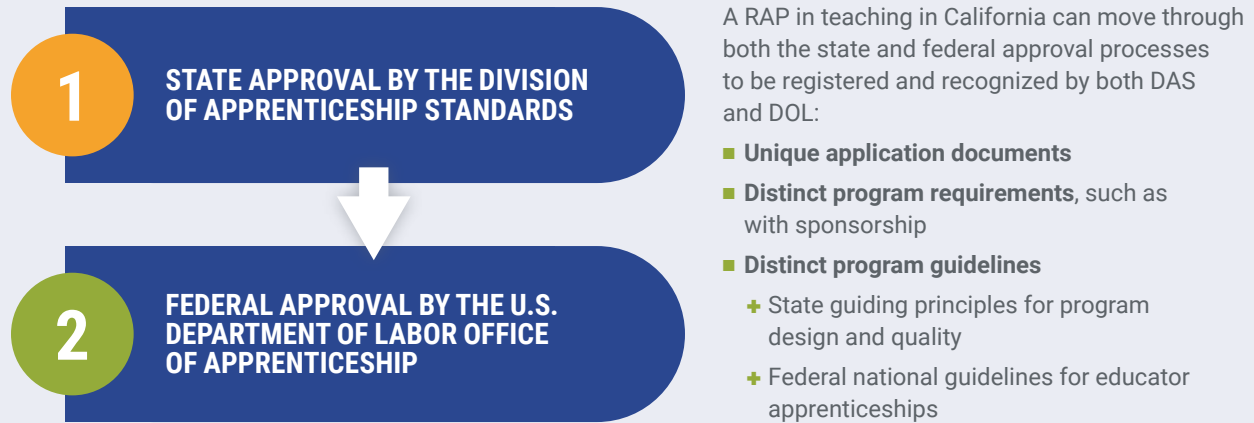 1
STATE APPROVAL BY THE DIVISION
OF APPRENTICESHIP STANDARDS
2
FEDERAL APPROVAL BY THE U.S.
DEPARTMENT OF LABOR OFFICE
OF APPRENTICESHIP
A RAP in teaching in California can move through
both the state and federal approval processes
to be registered and recognized by both DAS
and DOL:
■ Unique application documents
■ Distinct program requirements, such as
with sponsorship
■ Distinct program guidelines
+ State guiding principles for program
design and quality
+ Federal national guidelines for educator
apprenticeships